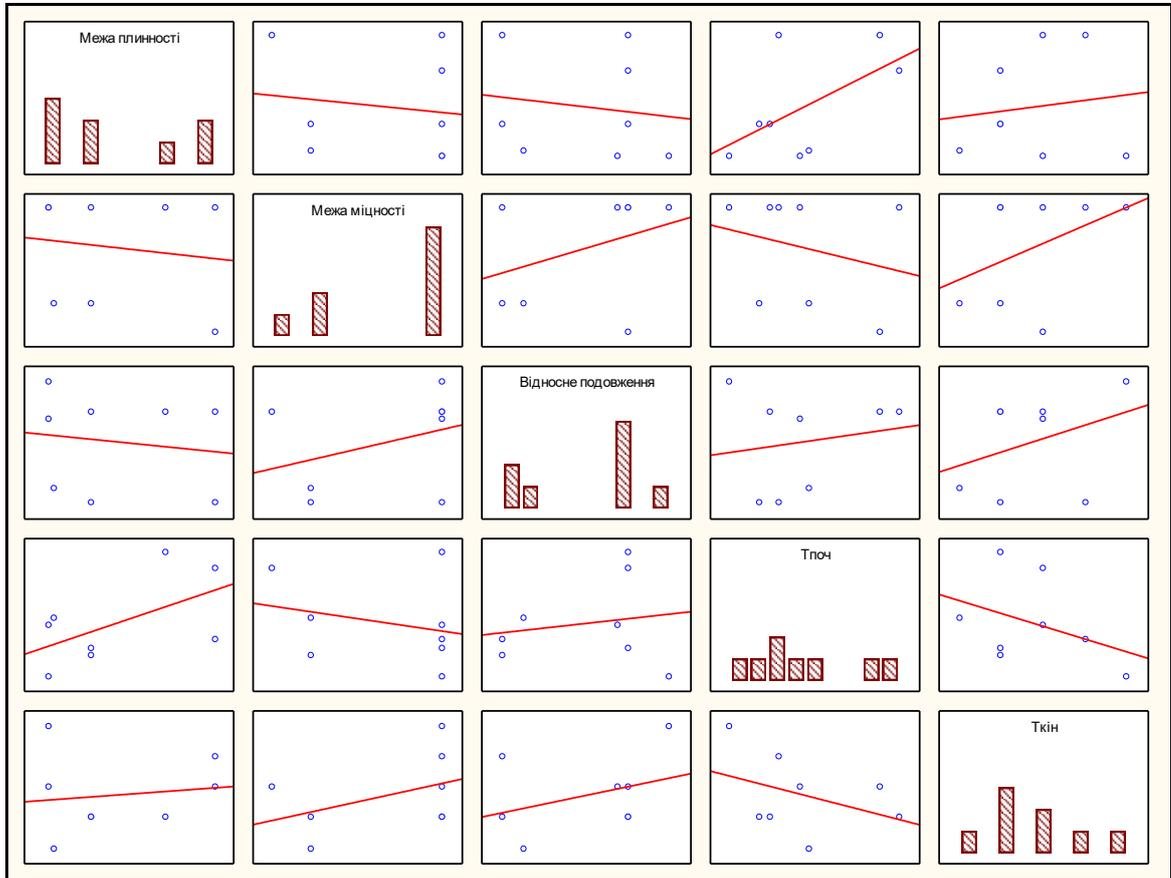 Межа плинності
Межа міцності
Відносне подовження
Тпоч
Ткін